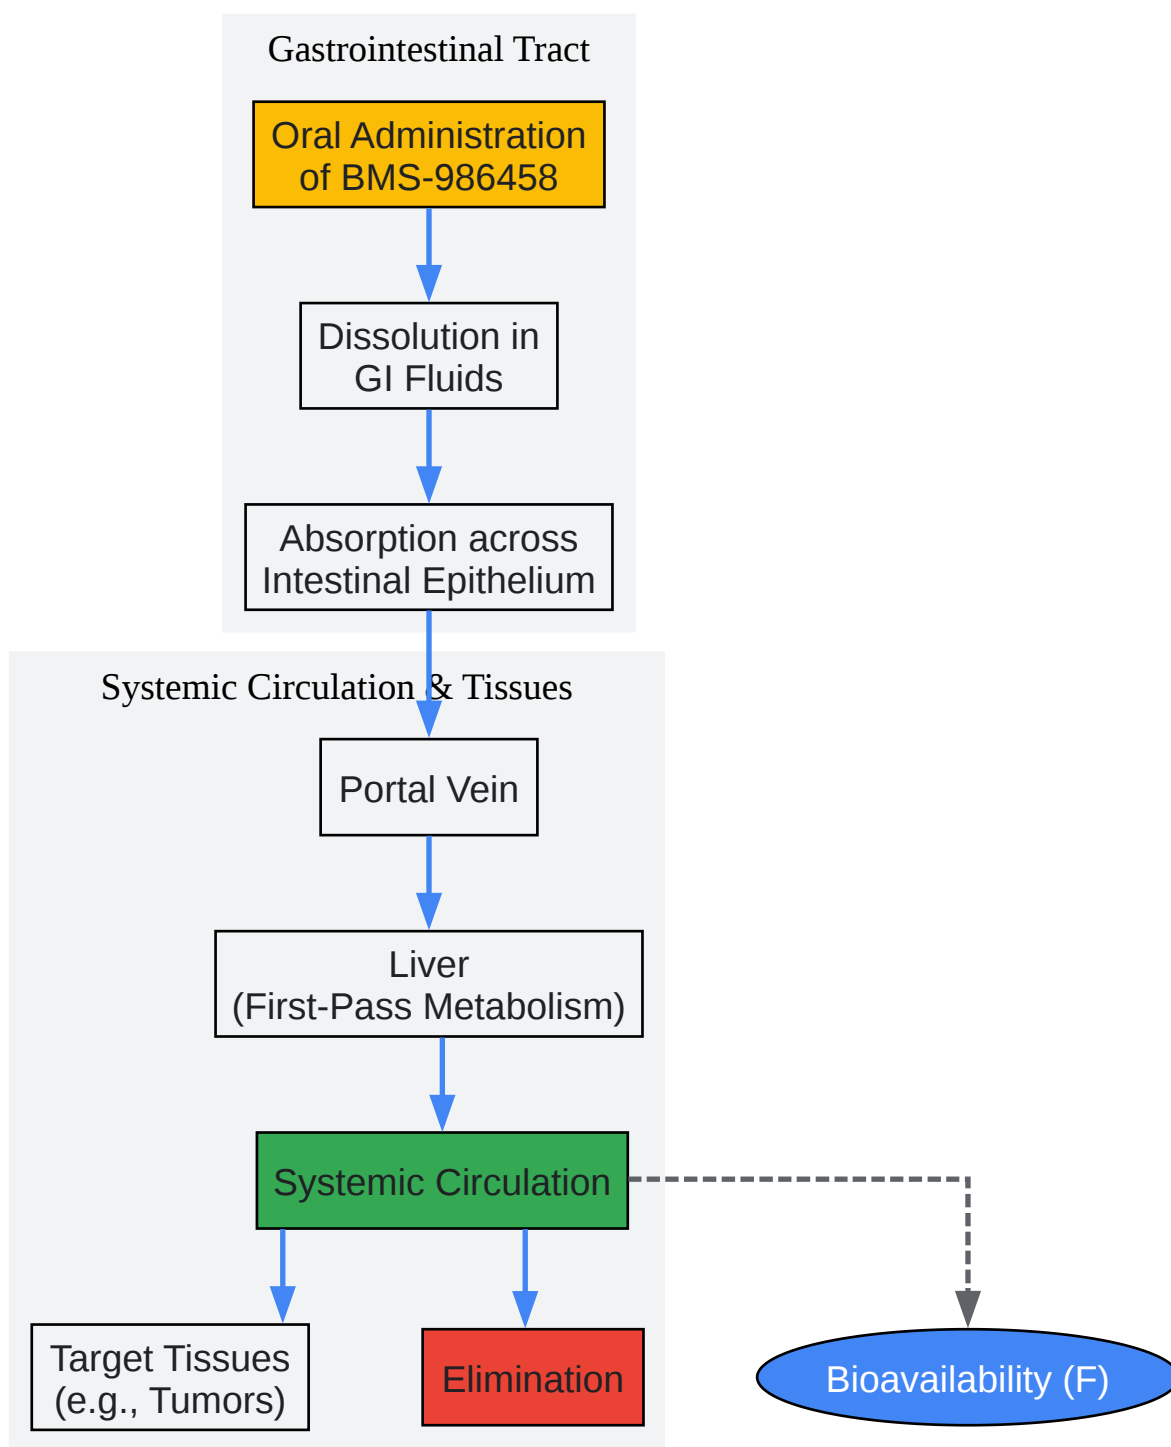 Gastrointestinal Tract
Oral Administration
of BMS-986458
Dissolution in
GI Fluids
Absorption across
Intestinal Epithelium
Systemic Circulation & Tissues
Portal Vein
Liver
(First-Pass Metabolism)
Systemic Circulation
Target Tissues
(e.g., Tumors)
Elimination
Bioavailability (F)